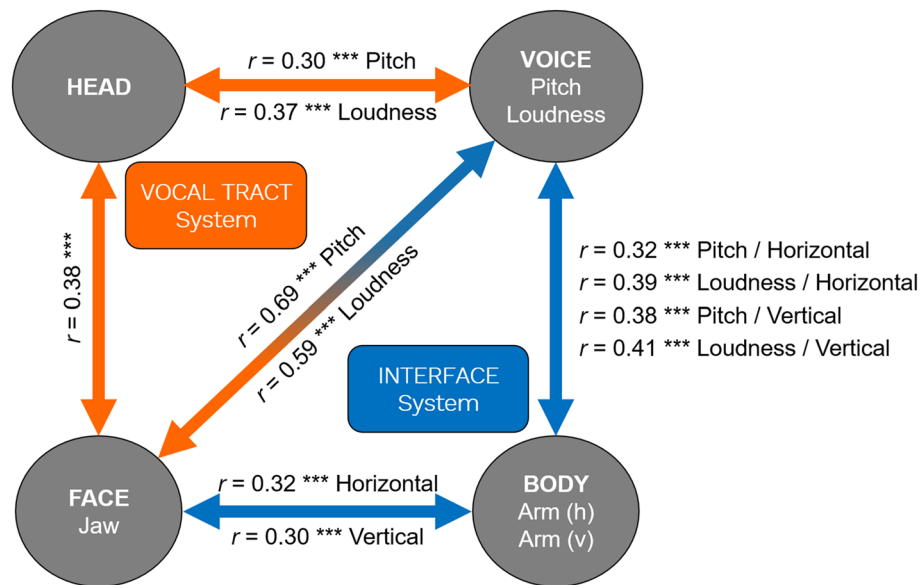 HEAD
r = 0.30 *** Pitch
r = 0.37 *** Loudness
VOICE
Pitch
Loudness
VOCAL TRACT
System
r = 0.38 ***
r = 0.69 *** Pitch
r = 0.59 *** Loudness
r = 0.32 *** Pitch / Horizontal
r = 0.39 *** Loudness / Horizontal
r = 0.38 *** Pitch / Vertical
r = 0.41 *** Loudness / Vertical
INTERFACE
System
FACE
Jaw
r = 0.32 *** Horizontal
r = 0.30 *** Vertical
BODY
Arm (h)
Arm (v)